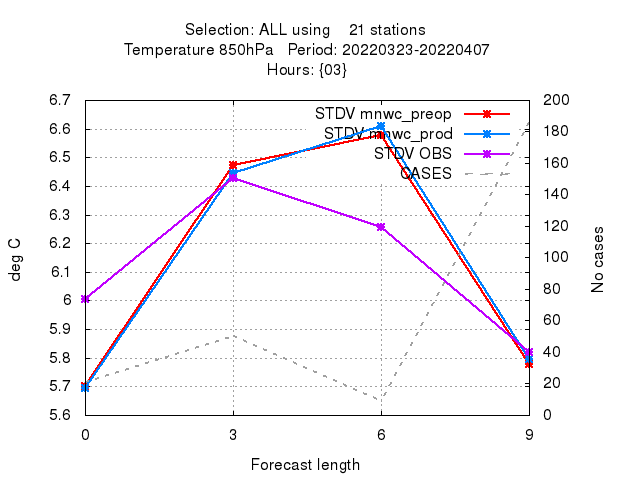 Selection: ALL using    21 stations
Temperature 850hPa   Period: 20220323-20220407
Hours: {03}
STDV mnwc_preop
STDV mnwc_prod
STDV OBS
CASES
6.7
6.6
6.5
6.4
6.3
6.2
6.1
6
5.9
5.8
5.7
5.6
deg C
200
180
160
140
120
100
80
60
40
20
0
No cases
0 3 6 9
Forecast length